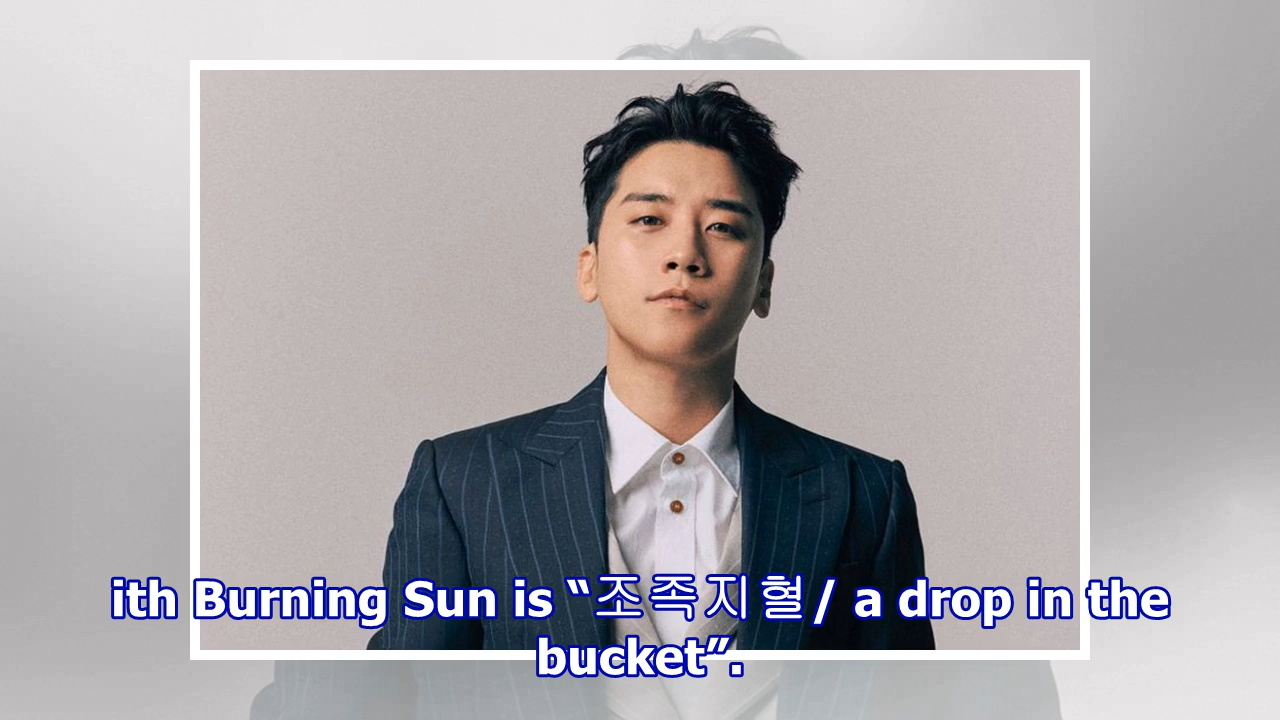 ith Burning Sun is “조족지혈/ a drop in the
bucket”.